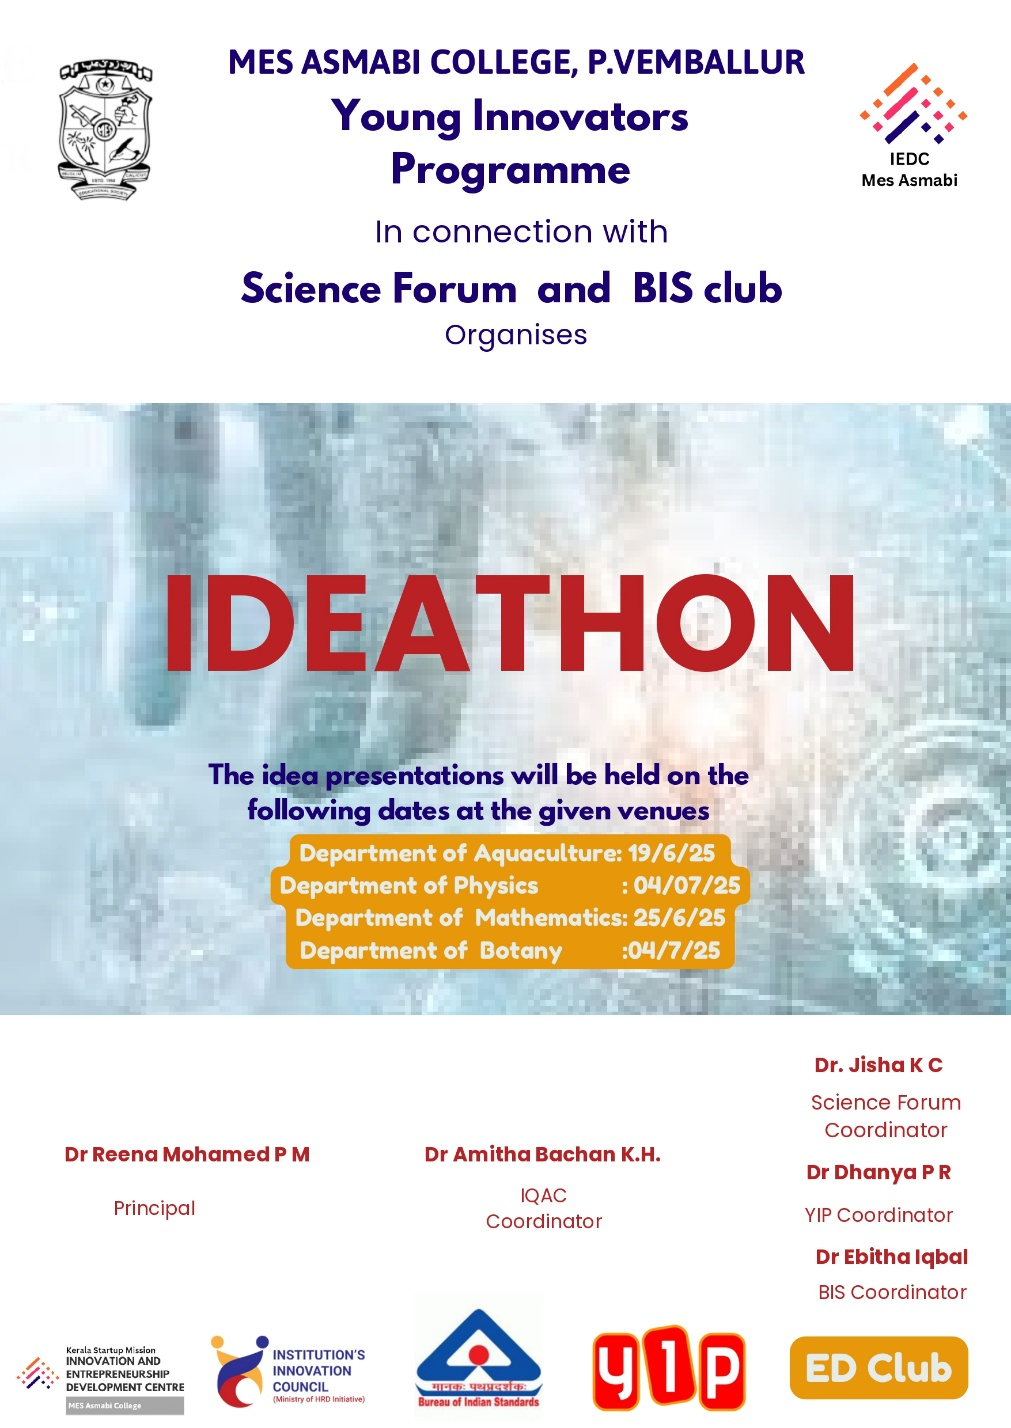 MES ASMABI COLLEGE, P.VEMBALLUR
Young Innovators
Programme
In connection with
Science Forum and BIS club
Organises
IEDC
Mes Asmabi
IDEATHON
The idea presentations will be held on the
following dates at the given venues
Department of Aquaculture: 19/6/25
Department of Physics : 04/07/25
Department of Mathematics: 25/6/25
Department of Botany :04/7/25
Dr Reena Mohamed P M
Principal
Dr Amitha Bachan K.H.
IQAC
Coordinator
Dr. Jisha K C
Science Forum
Coordinator
Dr Dhanya P R
YIP Coordinator
Dr Ebitha Iqbal
BIS Coordinator
Kerala Startup Mission
INNOVATION AND
ENTREPRENEURSHIP
DEVELOPMENT CENTRE
MES Asmabi College
INSTITUTION'S
INNOVATION
COUNCIL
(Ministry of HRD Initiative)
मानकः पथप्रदर्शकः
Bureau of Indian Standards
yip
ED Club